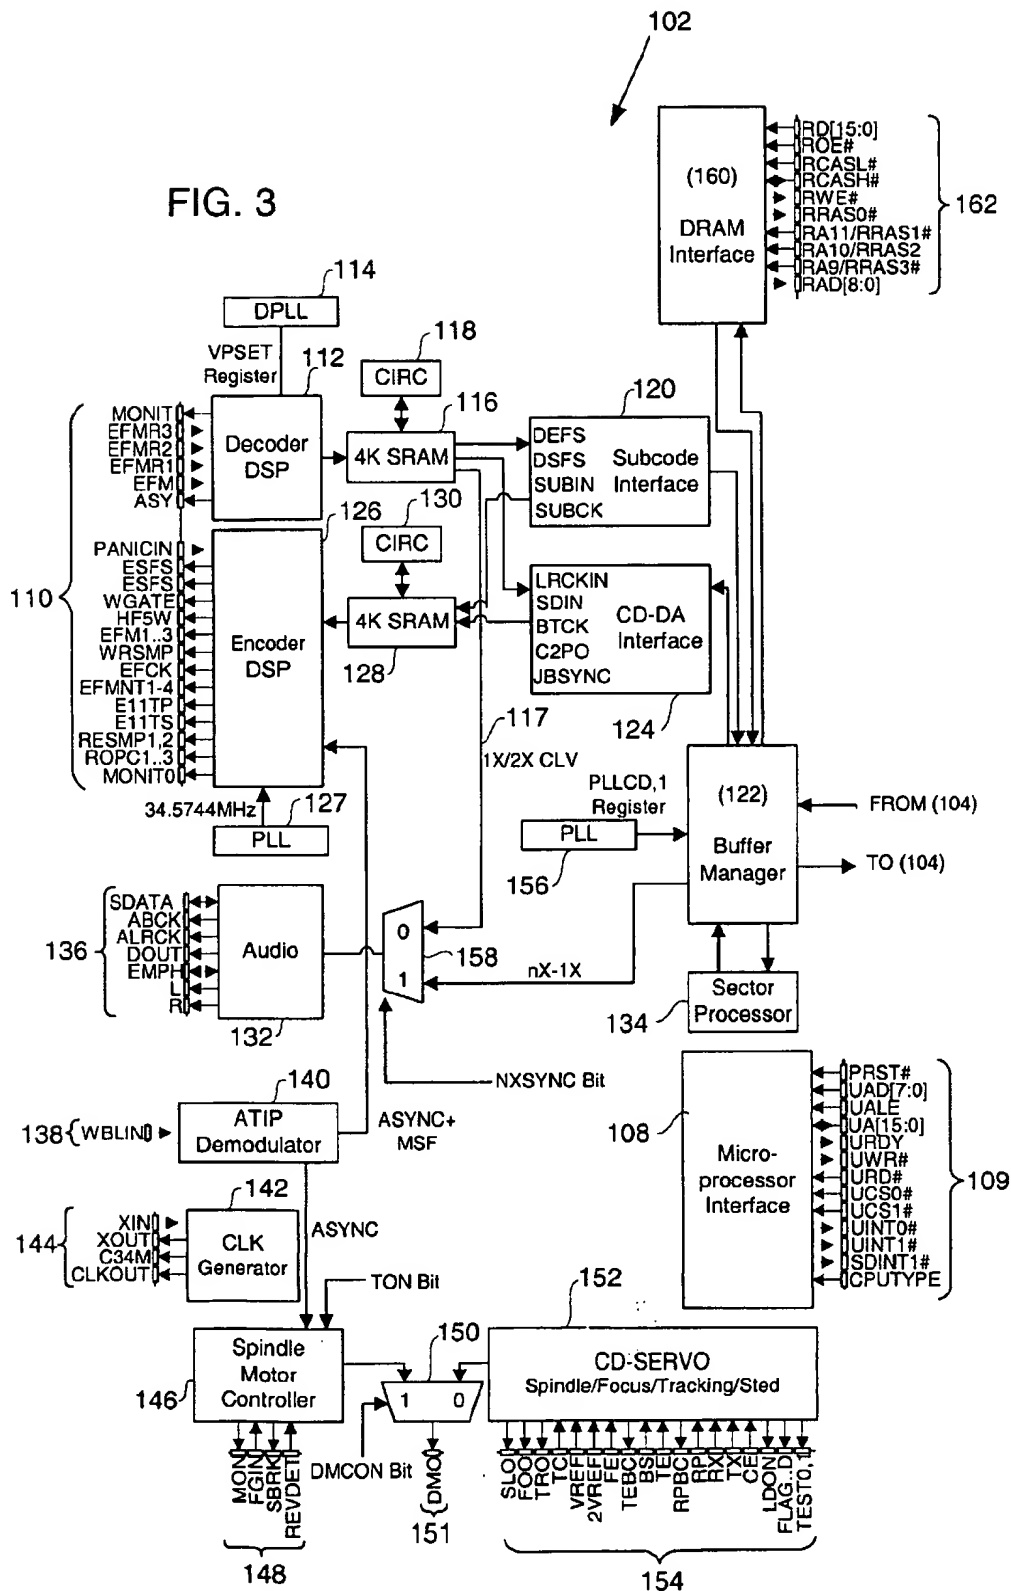 102
FIG. 3
(160)
DRAM
Interface
RD[15:0]
ROE#
RCASL#
RCASH#
RWE#
RRAS0#
RA11/RRAS1#
RA10/RRAS2
RA9/RRAS3#
RAD[8:0]
162
114
DPLL
VPSET
Register
112
118
CIRC
116
4K SRAM
120
DEFS
DSFS
SUBIN
SUBCK
Subcode
Interface
MONIT
EFMR3
EFMR2
EFMR1
EFM
ASY
Decoder
DSP
126
130
CIRC
4K SRAM
128
110
PANICIN
ESFS
ESFS
WGATE
HF5W
EFM1..3
WRSMP
EFCK
EFMNT1-4
E11TP
E11TS
RESMP1,2
ROPC1..3
MONIT0
Encoder
DSP
LRCKIN
SDIN
BTCK
C2PO
JBSYNC
CD-DA
Interface
124
117
1X/2X CLV
34.5744MHz
127
PLL
PLLCD,1
Register
PLL
156
(122)
Buffer
Manager
FROM (104)
TO (104)
136
SDATA
ABCK
ALRCK
DOUT
EMPH
L
R
Audio
132
0
1
158
nX-1X
Sector
Processor
134
NXSYNC Bit
140
138
WBLIN
ATIP
Demodulator
ASYNC+
MSF
142
144
XIN
XOUT
C34M
CLKOUT
CLK
Generator
ASYNC
TON Bit
108
Micro-
processor
Interface
PRST#
UAD[7:0]
UALE
UA[15:0]
URDY
UWR#
URD#
UCS0#
UCS1#
UINT0#
UINT1#
SDINT1#
CPUTYPE
109
Spindle
Motor
Controller
146
150
1 0
152
CD-SERVO
Spindle/Focus/Tracking/Sted
DMCON Bit
MON
FGIN
SBRK
REVDET
148
DMO
151
SLO
FOO
TRO
TCI
VREF
2VREF
FEI
TEBC
BSI
TEI
RPBC
RPI
RX
TX
CEI
LDON
FLAG..D
TEST0,1
154